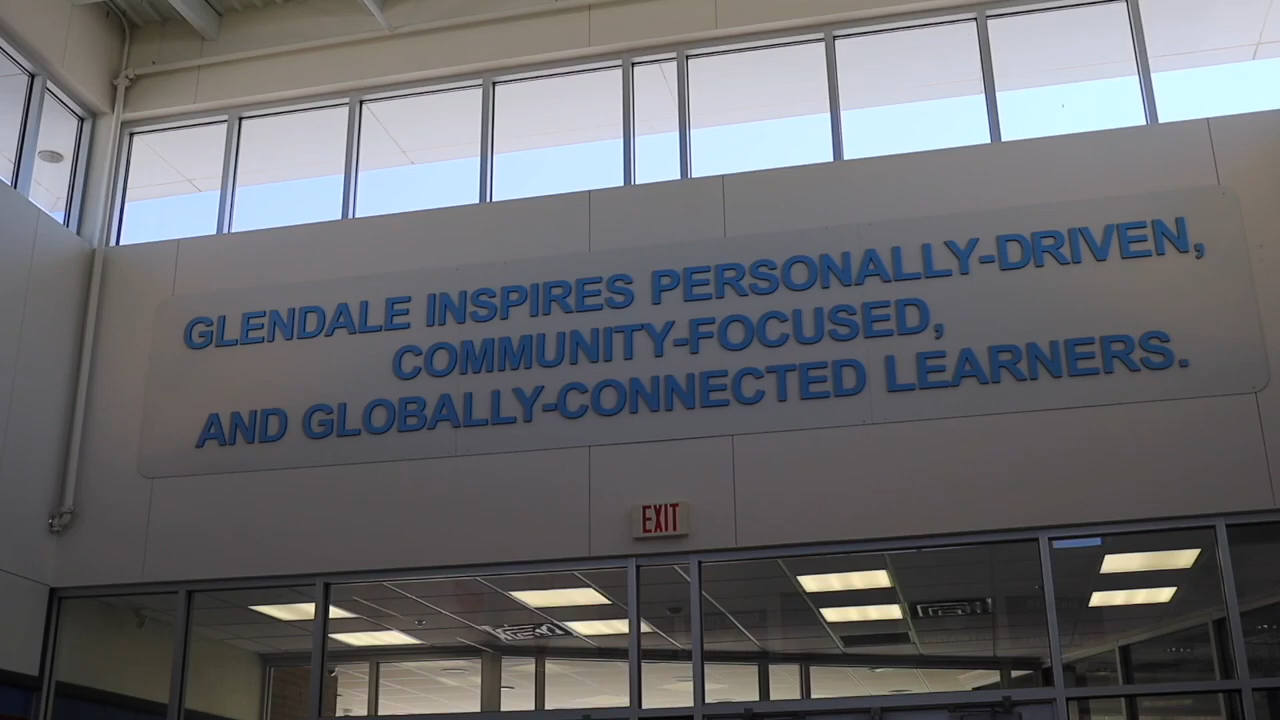 GLENDALE INSPIRES PERSONALLY-DRIVEN,
COMMUNITY-FOCUSED,
AND GLOBALLY-CONNECTED LEARNERS.
EXIT